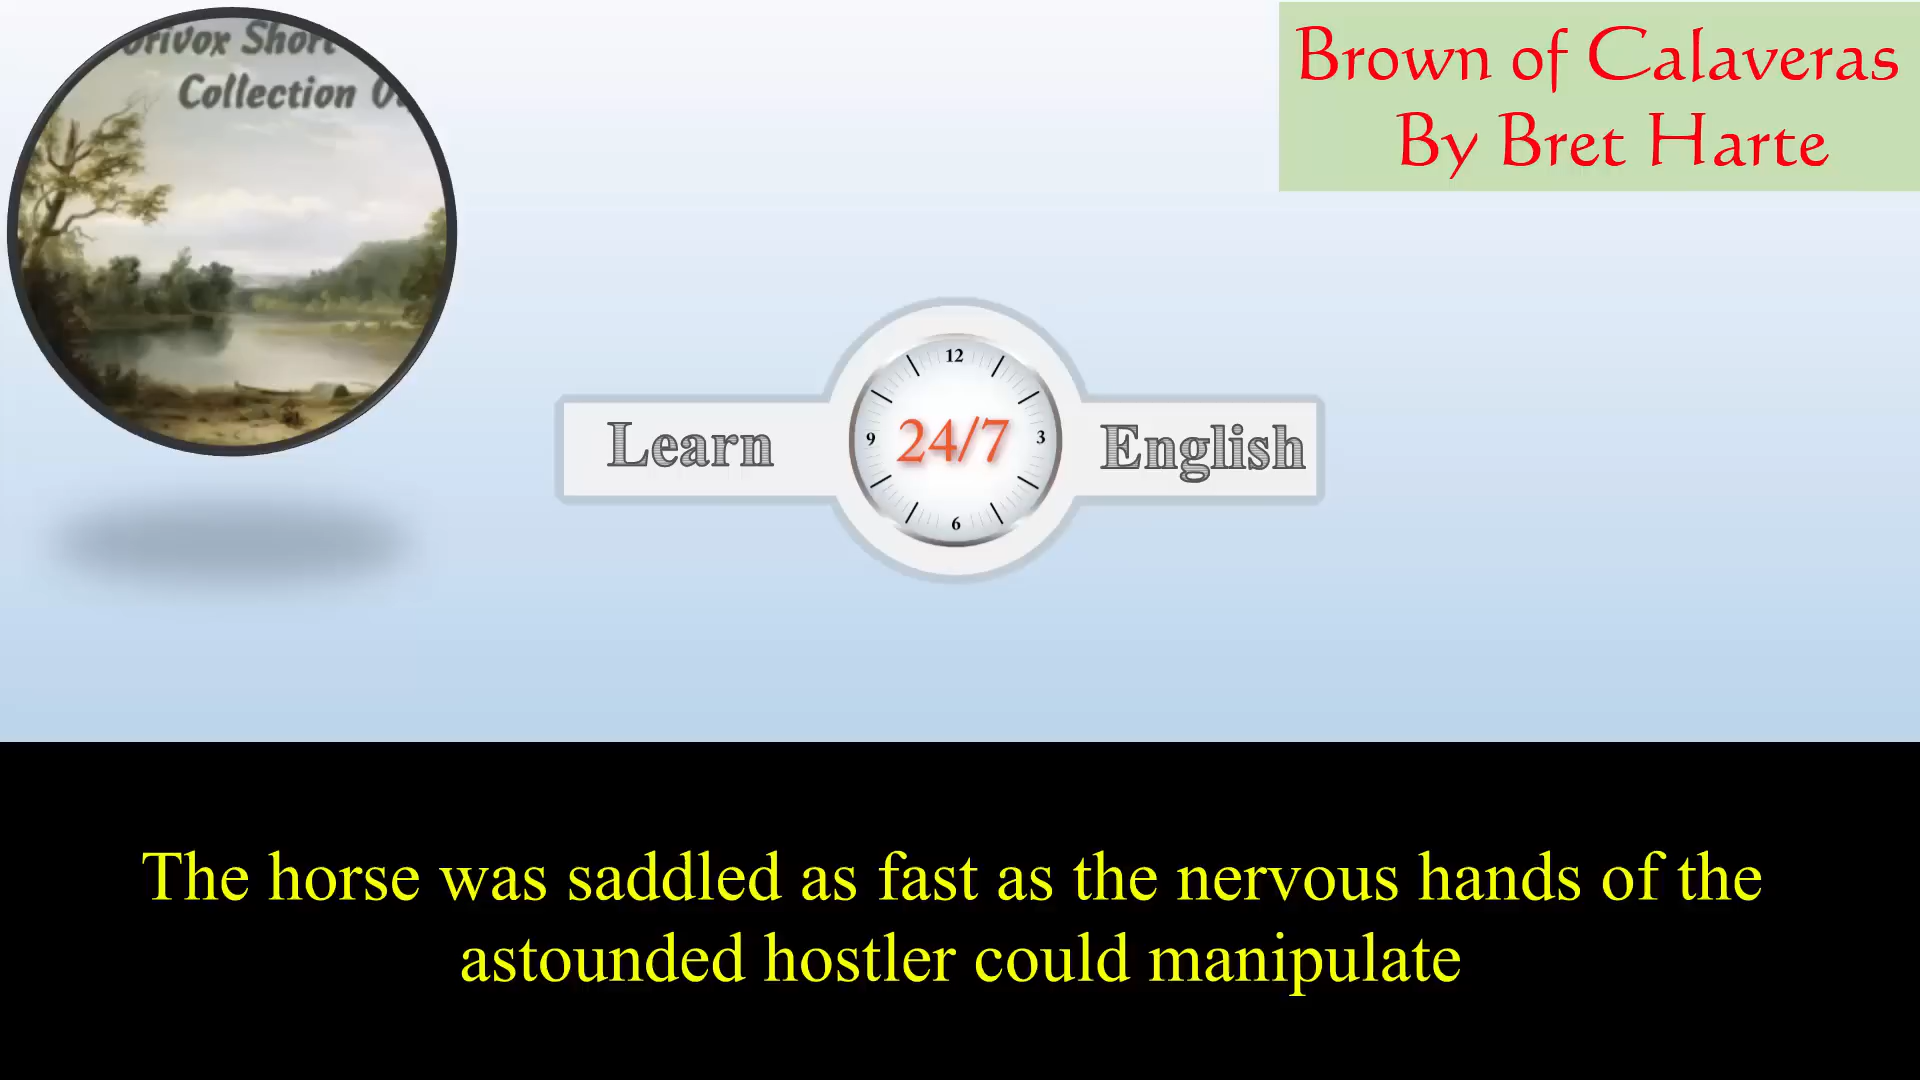 Short
Collection
Brown of Calaveras
By Bret Harte
12
Learn 9 24/7 3 English
6
The horse was saddled as fast as the nervous hands of the
astounded hostler could manipulate